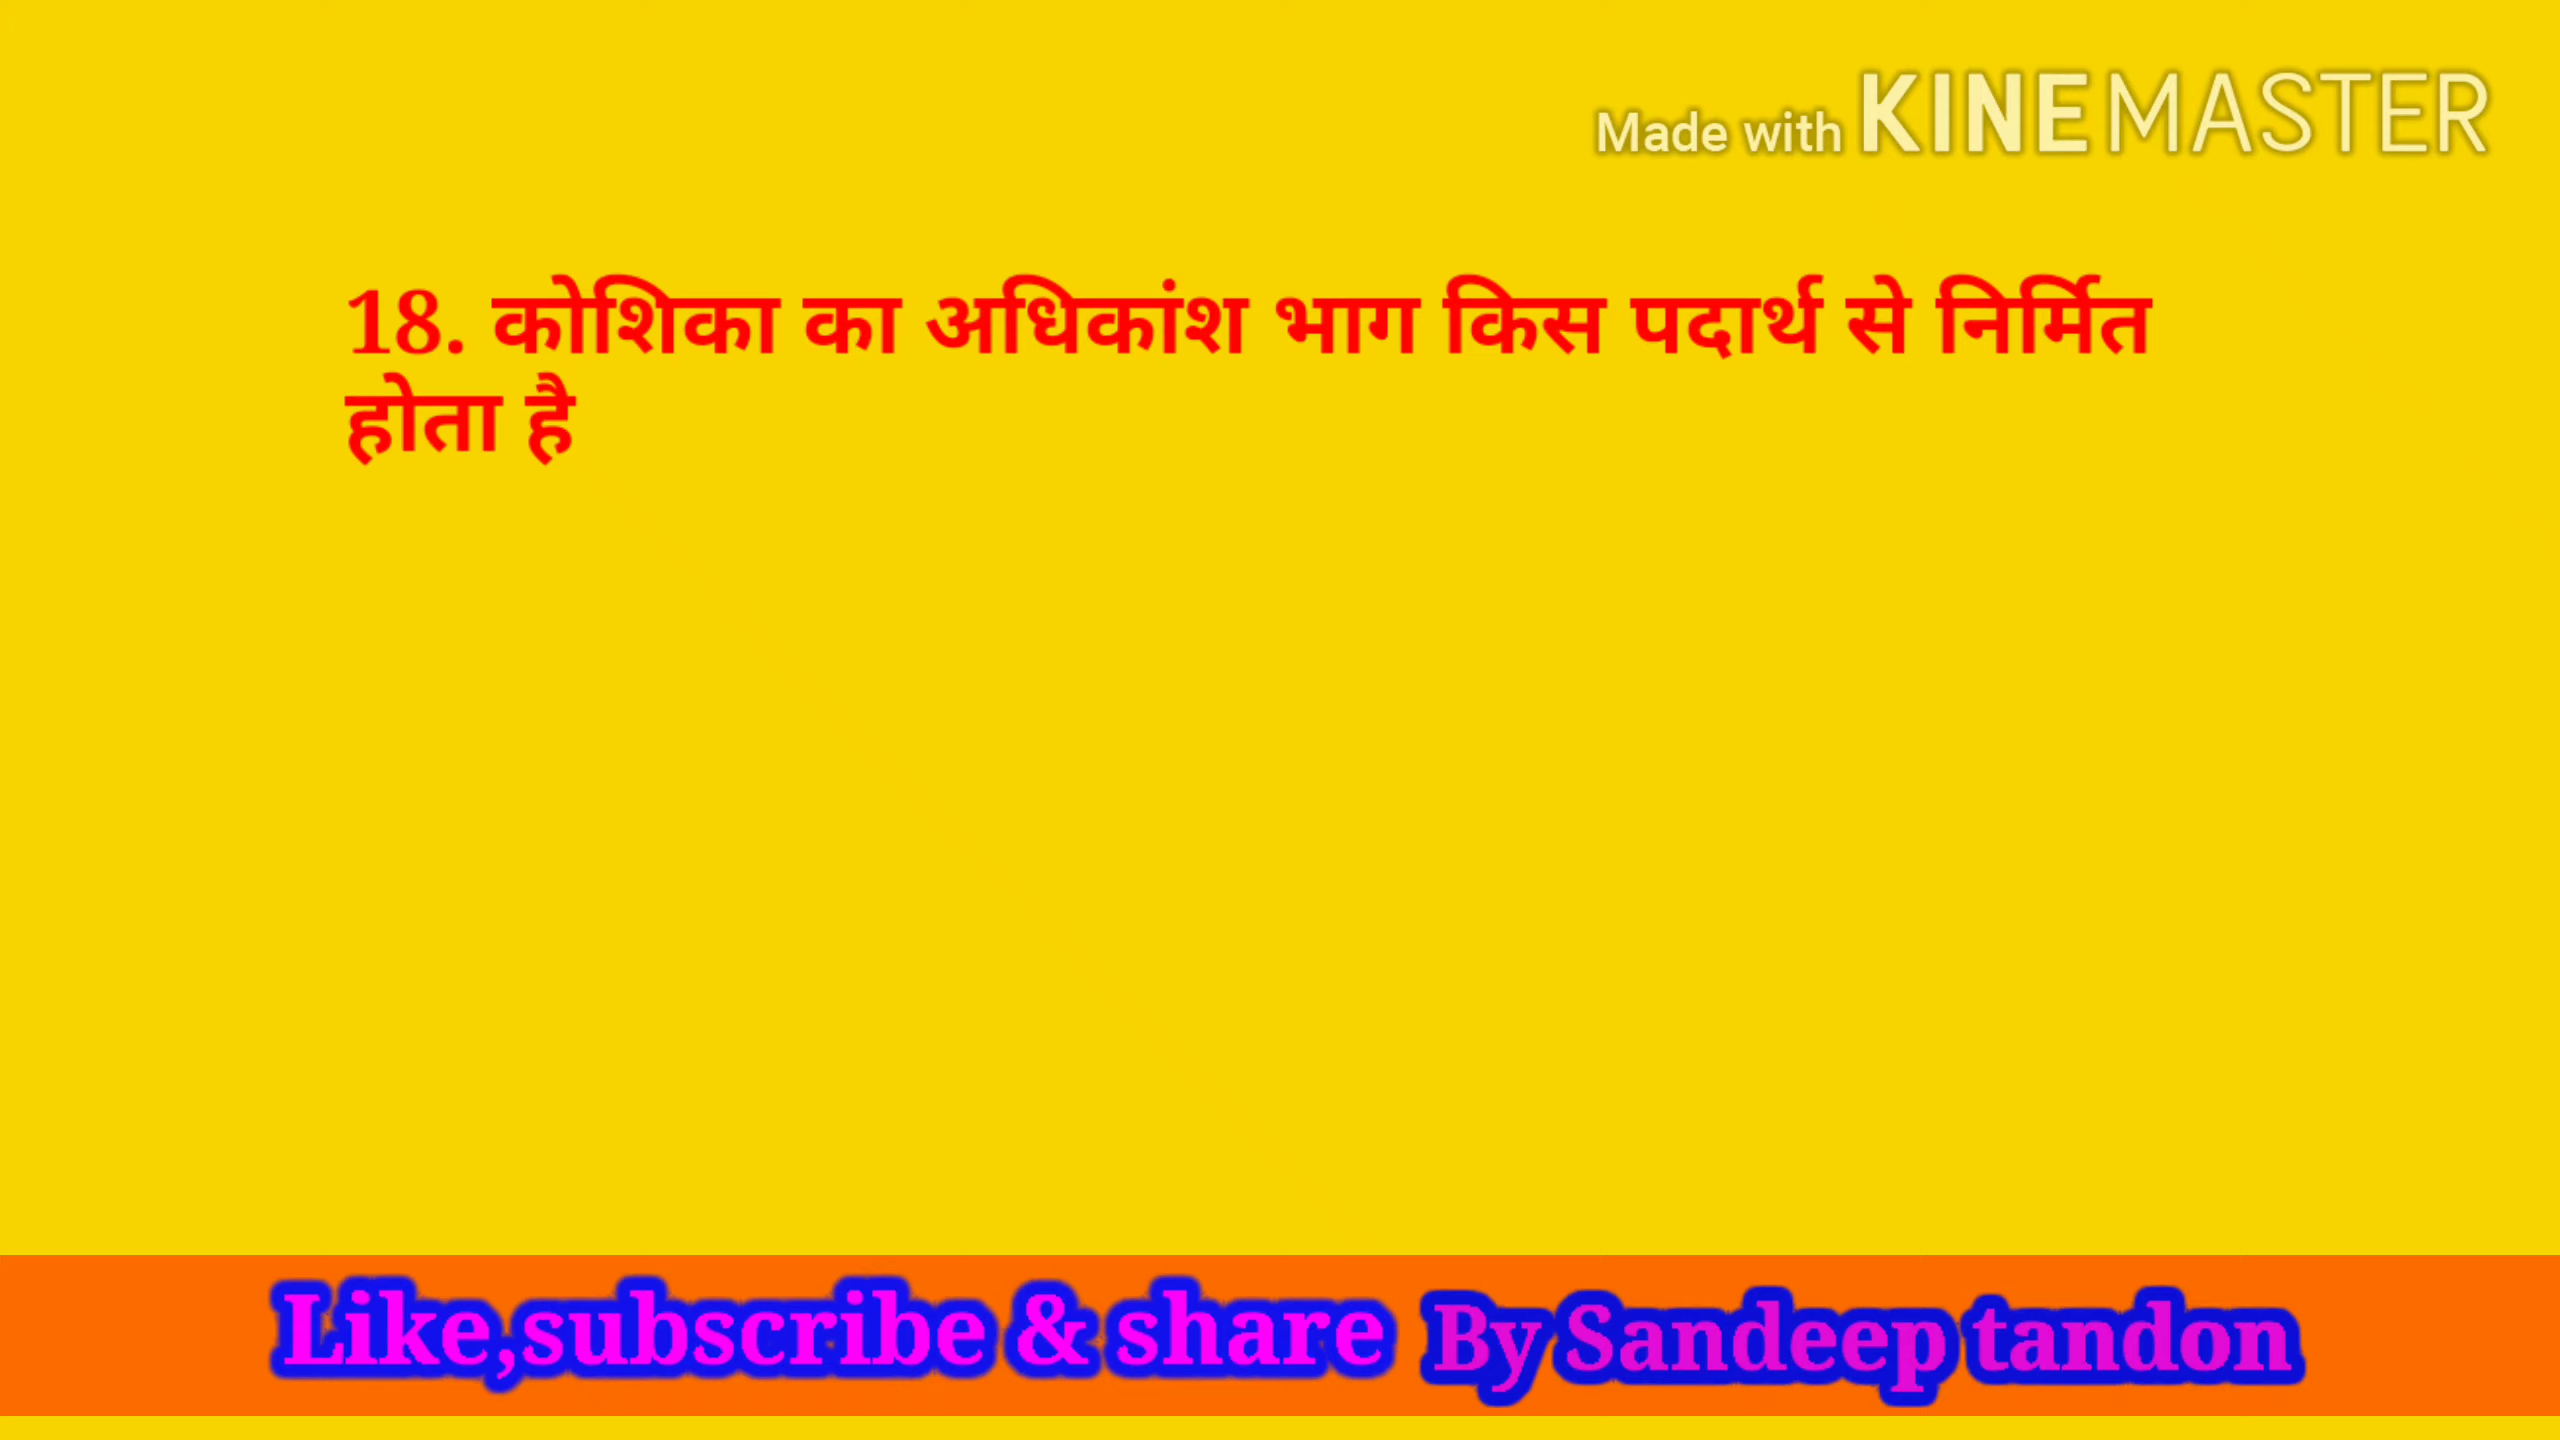 Made with KINEMASTER
18. कोशिका का अधिकांश भाग किस पदार्थ से निर्मित
होता है
Like,subscribe & share By Sandeep tandon